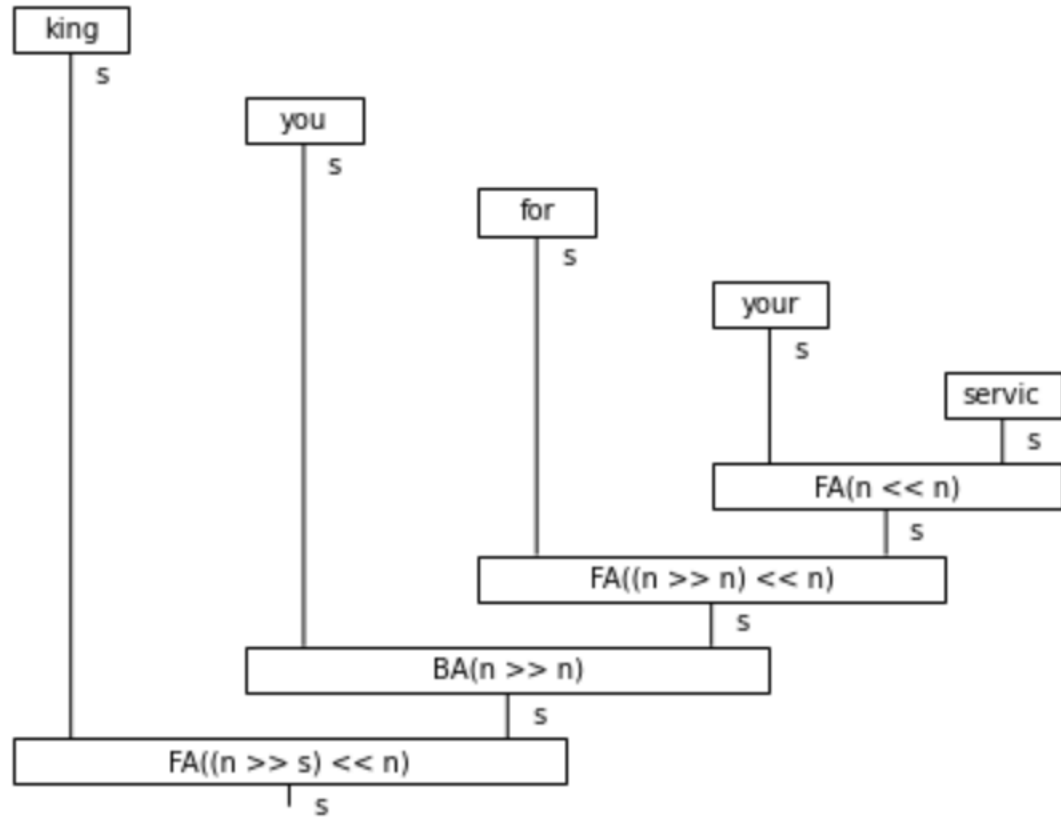 king
s
you
s
for
s
your
s
servic
s
FA(n << n)
s
FA((n >> n) << n)
s
BA(n >> n)
s
FA((n >> s) << n)
s